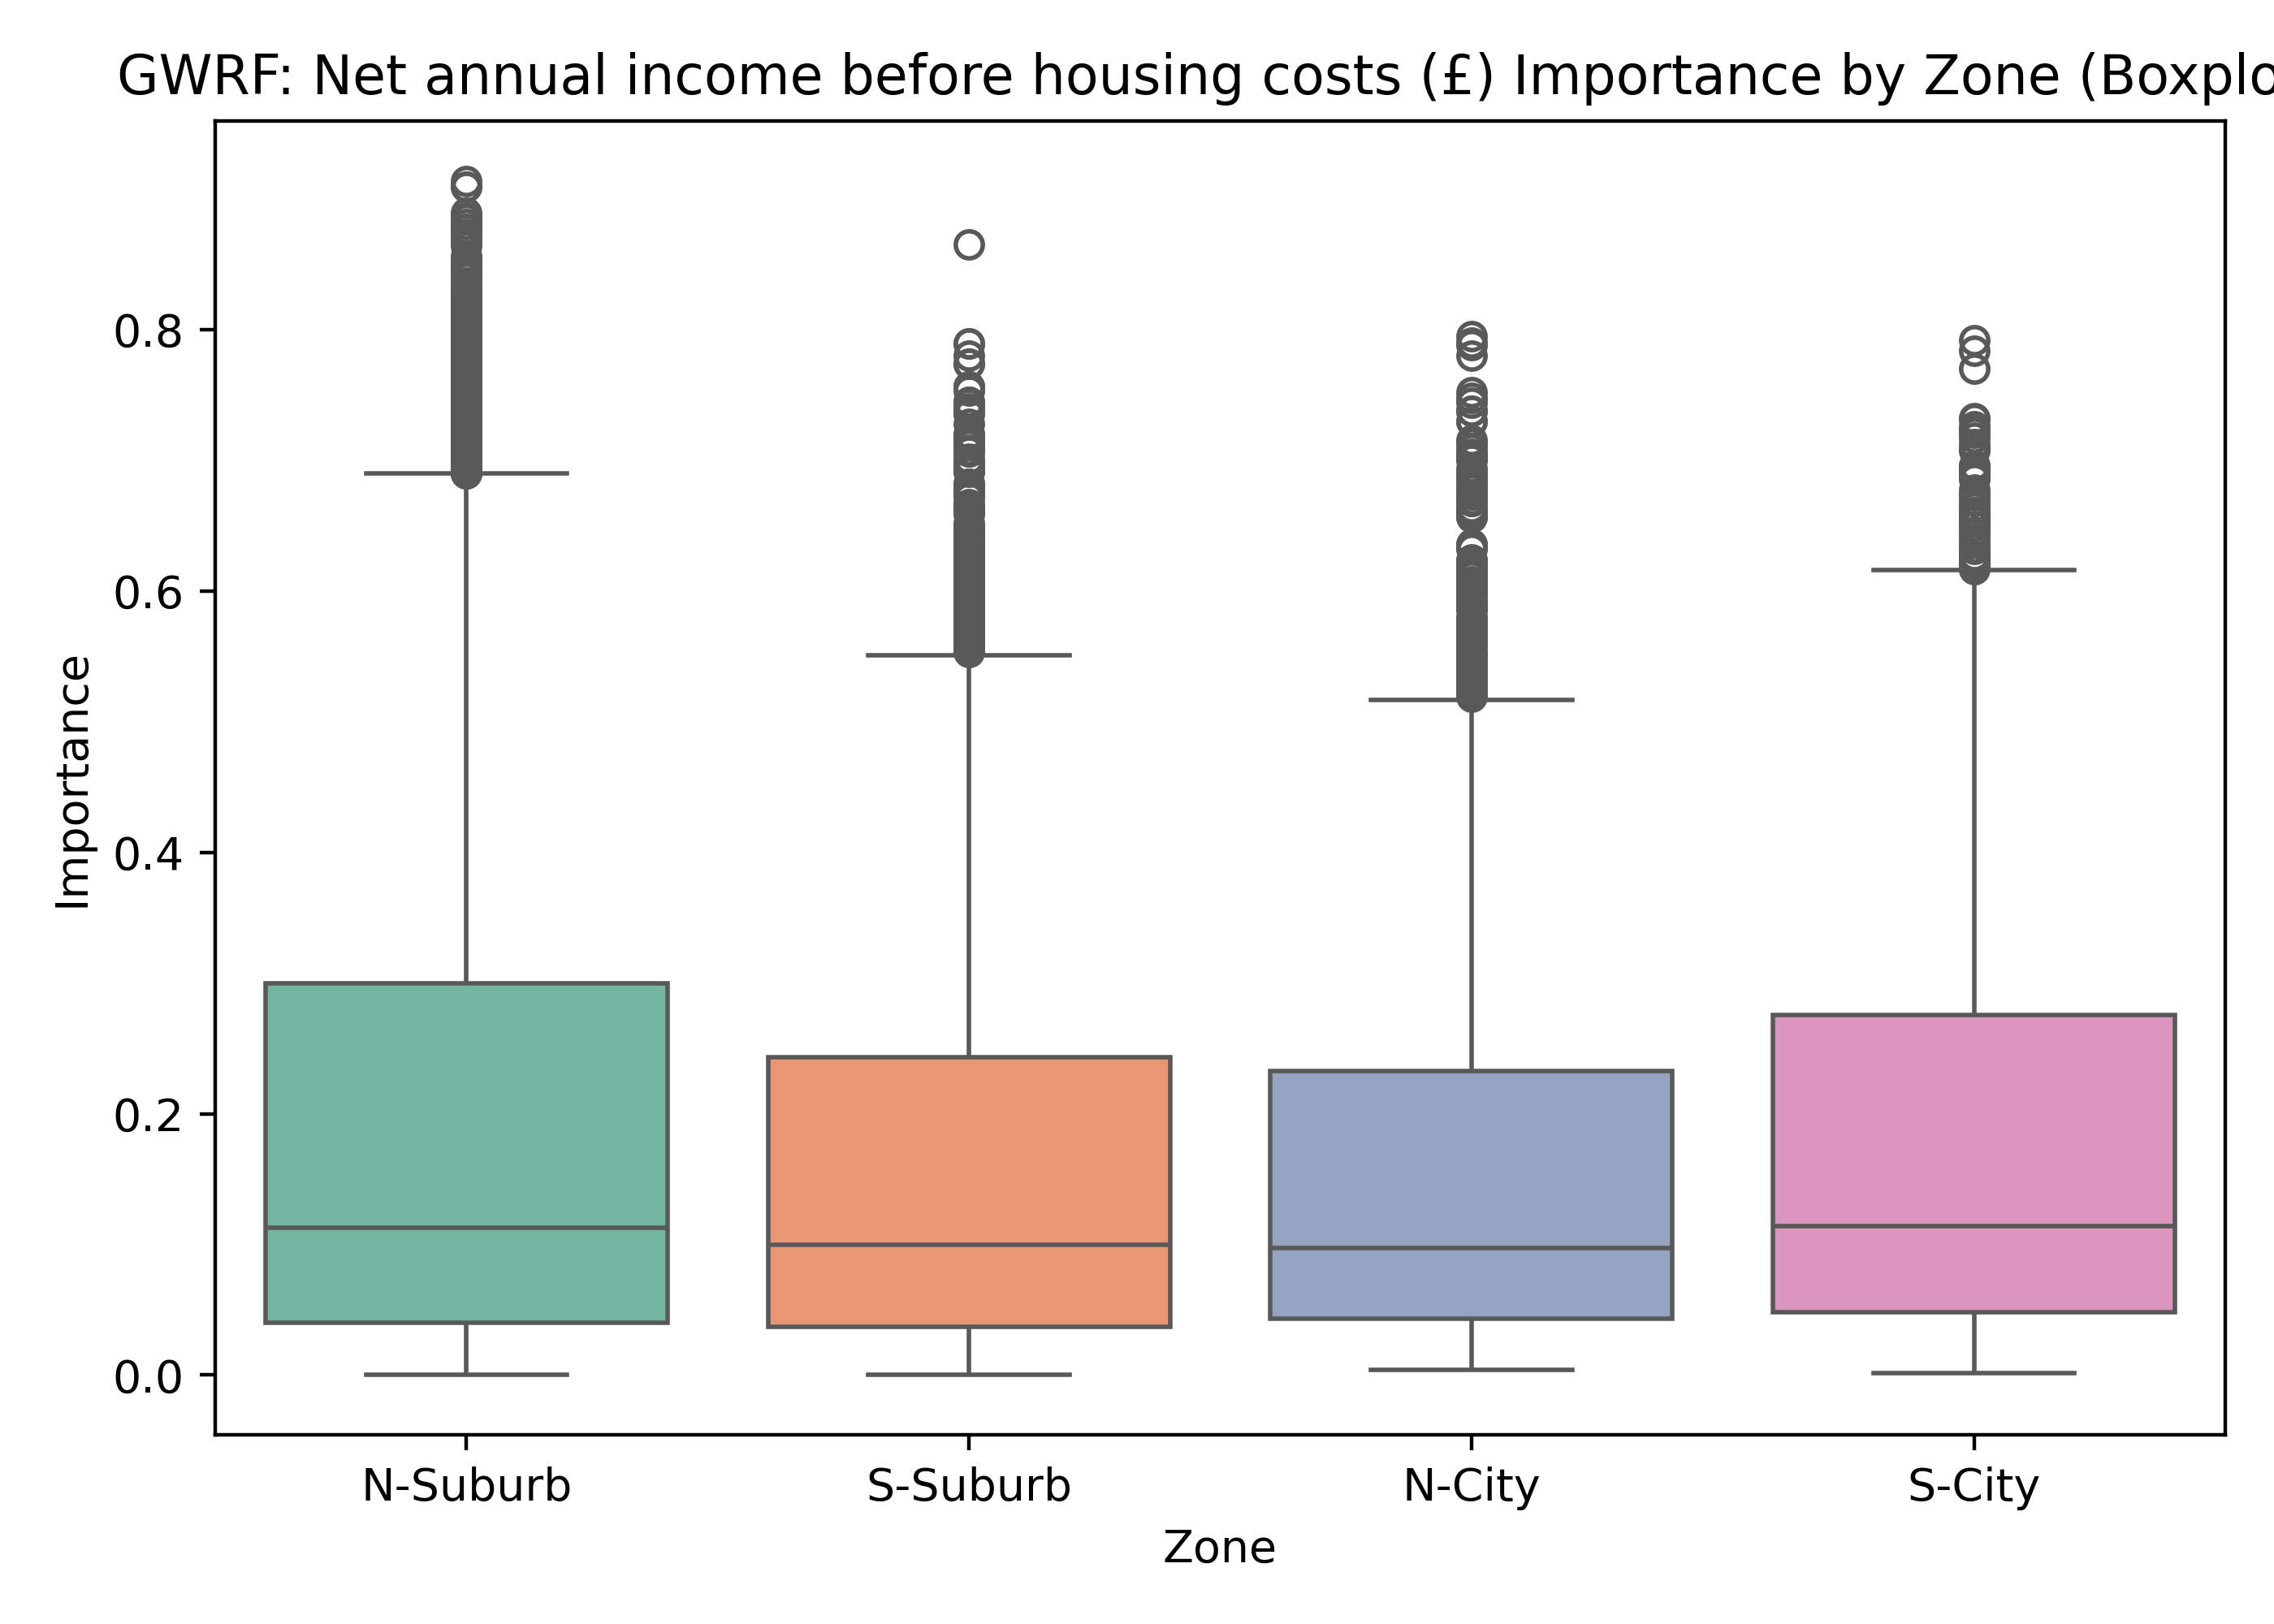 GWRF: Net annual income before housing costs (£) Importance by Zone (Boxplo
Importance
0.8
0.6
0.4
0.2
0.0
N-Suburb S-Suburb N-City S-City
Zone